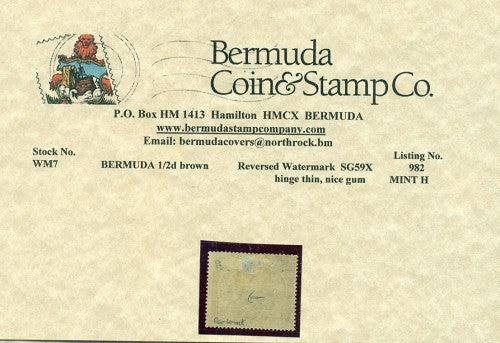 Bermuda
Coin&Stamp Co.
P.O. Box HM 1413 Hamilton HMCX BERMUDA
www.bermudastampcompany.com
Email: bermudacovers@northrock.bm
Stock No. Listing No.
WM7 BERMUDA 1/2d brown Reversed Watermark SG59X 982
hinge thin, nice gum MINT H